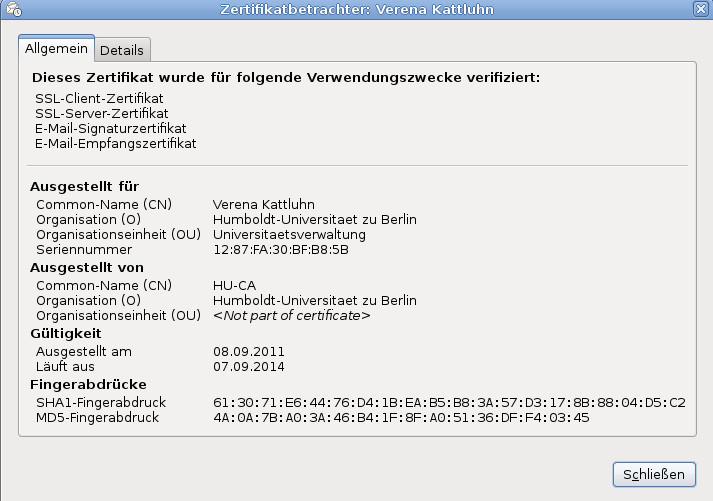 Zertifikatbetrachter: Verena Kattluhn
Allgemein Details
Dieses Zertifikat wurde für folgende Verwendungszwecke verifiziert:
SSL-Client-Zertifikat
SSL-Server-Zertifikat
E-Mail-Signaturzertifikat
E-Mail-Empfangszertifikat
Ausgestellt für
Common-Name (CN) Verena Kattluhn
Organisation (O) Humboldt-Universitaet zu Berlin
Organisationseinheit (OU) Universitaetsverwaltung
Seriennummer 12:87:FA:30:BF:B8:5B
Ausgestellt von
Common-Name (CN) HU-CA
Organisation (O) Humboldt-Universitaet zu Berlin
Organisationseinheit (OU) <Not part of certificate>
Gültigkeit
Ausgestellt am 08.09.2011
Läuft aus 07.09.2014
Fingerabdrücke
SHA1-Fingerabdruck 61:30:71:E6:44:76:D4:1B:EA:B5:B8:3A:57:D3:17:8B:88:04:D5:C2
MD5-Fingerabdruck 4A:0A:7B:A0:3A:46:B4:1F:8F:A0:51:36:DF:F4:03:45
Schließen